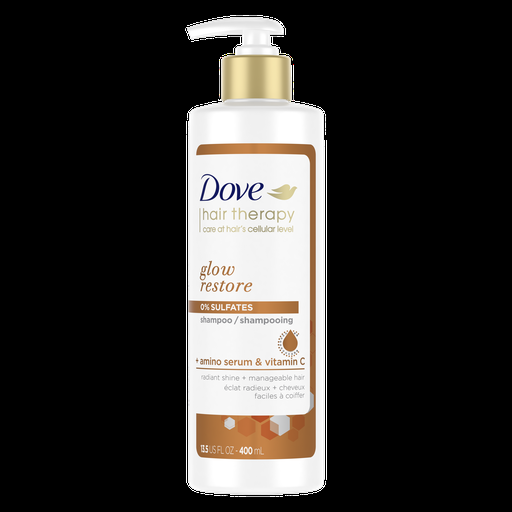 Dove
hair therapy
care at hair's cellular level
glow
restore
0% SULFATES
shampoo / shampooing
+ amino serum & vitamin C
radiant shine + manageable hair
éclat radieux + cheveux
faciles à coiffer
13.5 US FL OZ • 400 mL